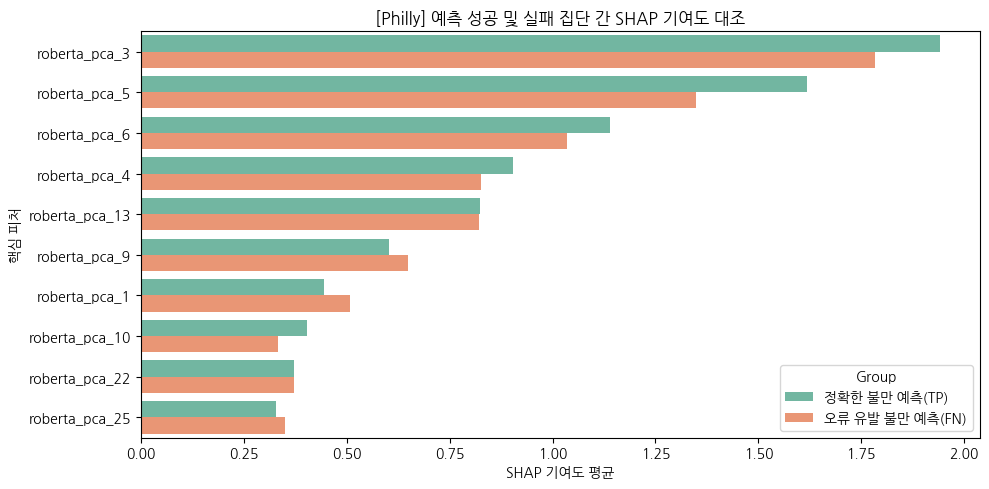 [Philly] 예측 성공 및 실패 집단 간 SHAP 기여도 대조
핵심 피처
roberta_pca_3
roberta_pca_5
roberta_pca_6
roberta_pca_4
roberta_pca_13
roberta_pca_9
roberta_pca_1
roberta_pca_10
roberta_pca_22
roberta_pca_25
Group
정확한 불만 예측(TP)
오류 유발 불만 예측(FN)
0.00 0.25 0.50 0.75 1.00 1.25 1.50 1.75 2.00
SHAP 기여도 평균